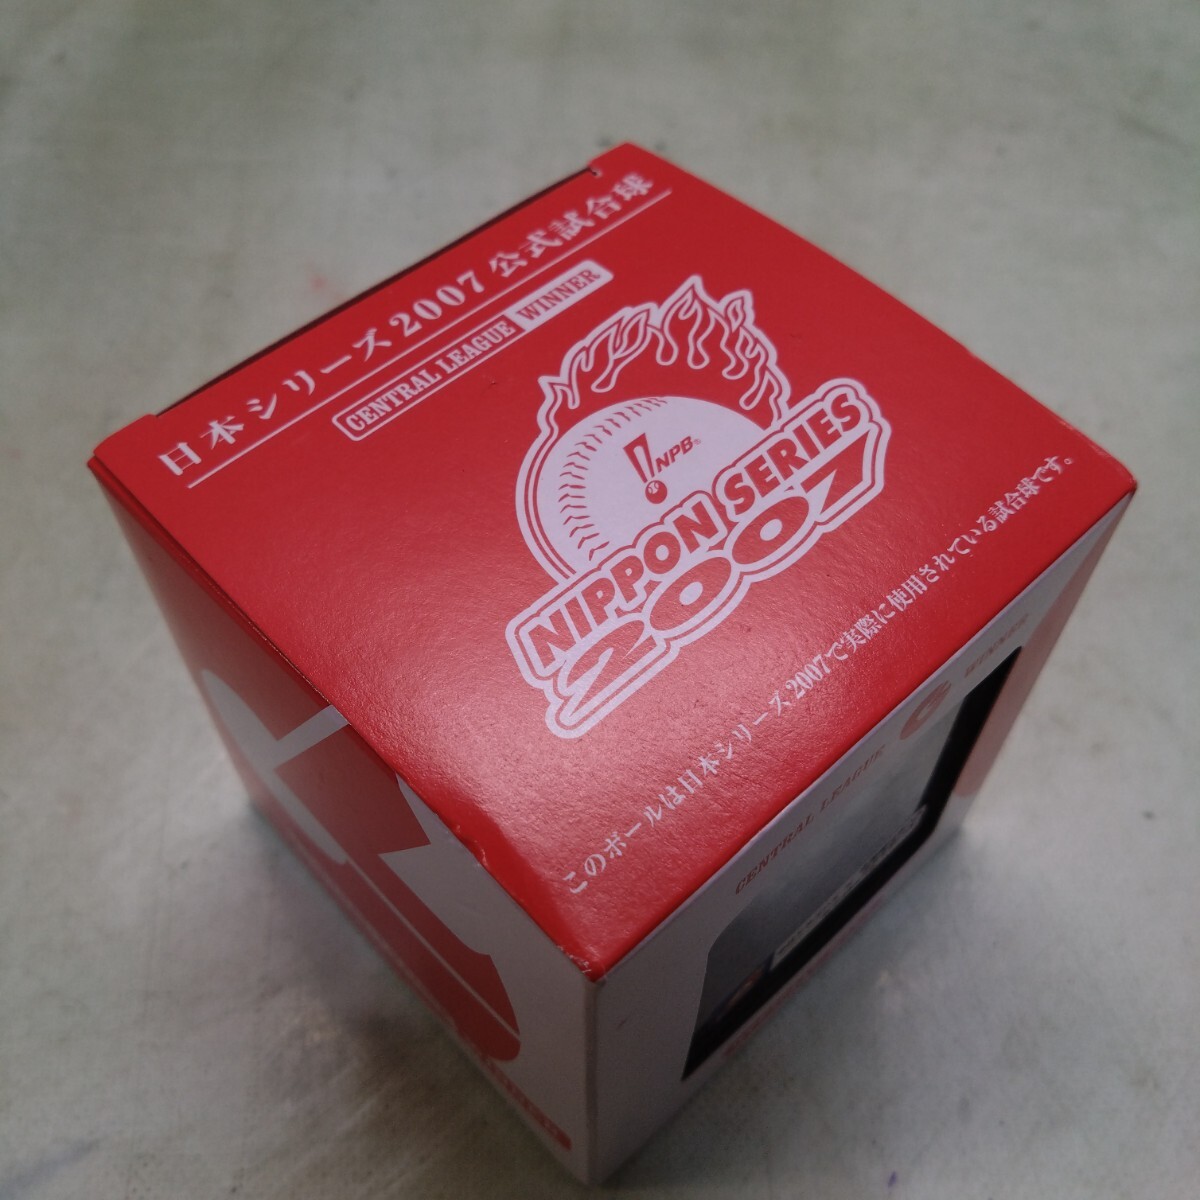 日本シリーズ2007 公式試合球
CENTRAL LEAGUE WINNER
NPB®
NIPPON SERIES
2007
このボールは日本シリーズ2007で実際に使用されている試合球です。
CENTRAL LEAGUE WINNER